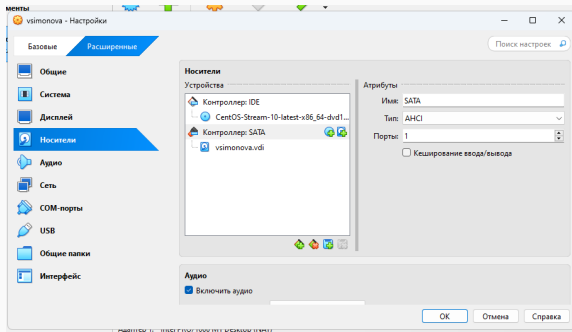 менты
vsimonova - Настройки
Базовые
Расширенные
Поиск настроек
Общие
Система
Дисплей
Носители
Аудио
Сеть
COM-порты
USB
Общие папки
Интерфейс
Носители
Устройства
Контроллер: IDE
CentOS-Stream-10-latest-x86_64-dvd1...
Контроллер: SATA
vsimonova.vdi
Атрибуты
Имя: SATA
Тип: AHCI
Порты: 1
Кеширование ввода/вывода
Аудио
Включить аудио
ОК
Отмена
Справка